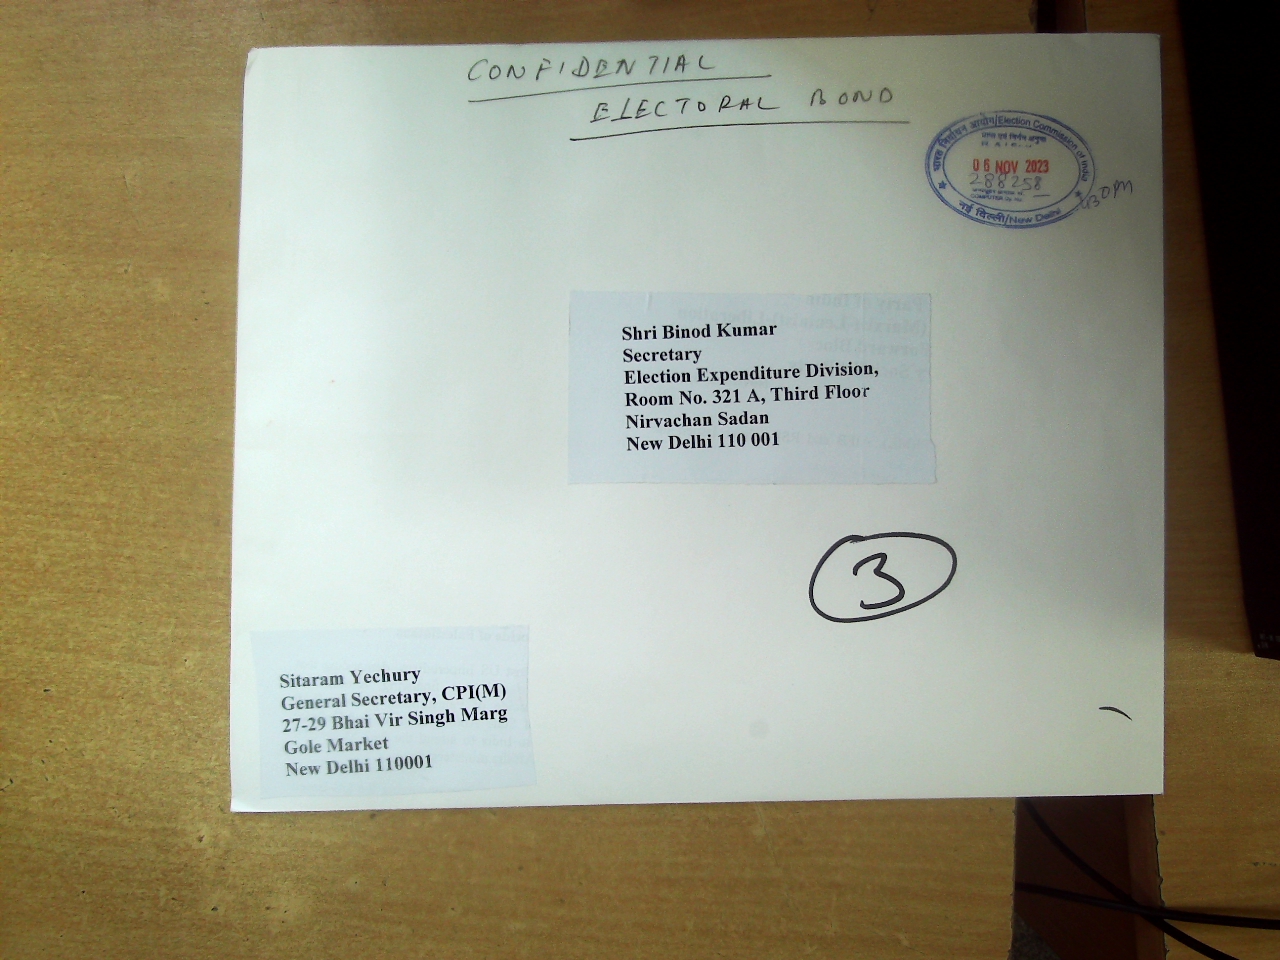 CONFIDENTIAL
ELECTORAL BOND
भारत निर्वाचन आयोग/Election Commission of India
06 NOV 2023
288258
नई दिल्ली/New Delhi
Shri Binod Kumar
Secretary
Election Expenditure Division,
Room No. 321 A, Third Floor
Nirvachan Sadan
New Delhi 110 001
3
Sitaram Yechury
General Secretary, CPI(M)
27-29 Bhai Vir Singh Marg
Gole Market
New Delhi 110001